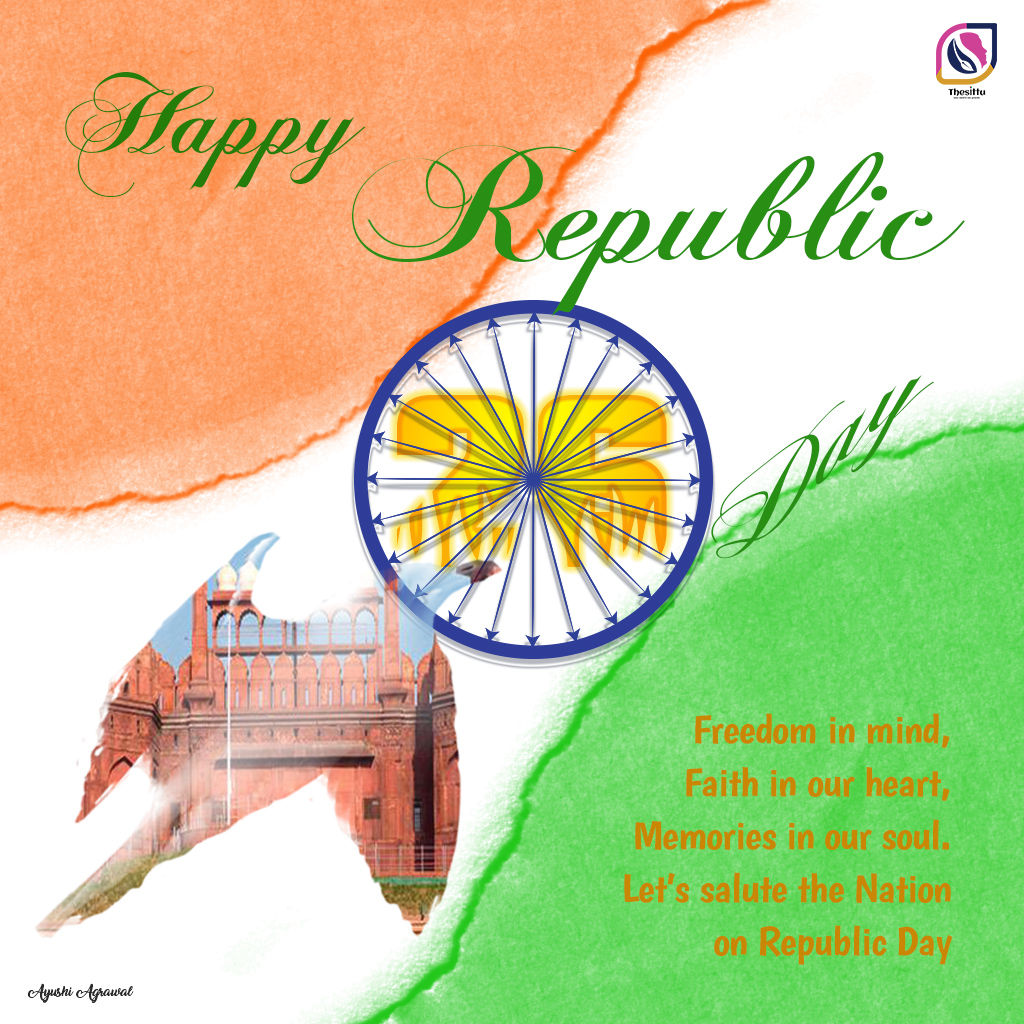 Happy
Republic
Day
Thesittu
26
Freedom in mind,
Faith in our heart,
Memories in our soul.
Let's salute the Nation
on Republic Day
Ayushi Agrawal